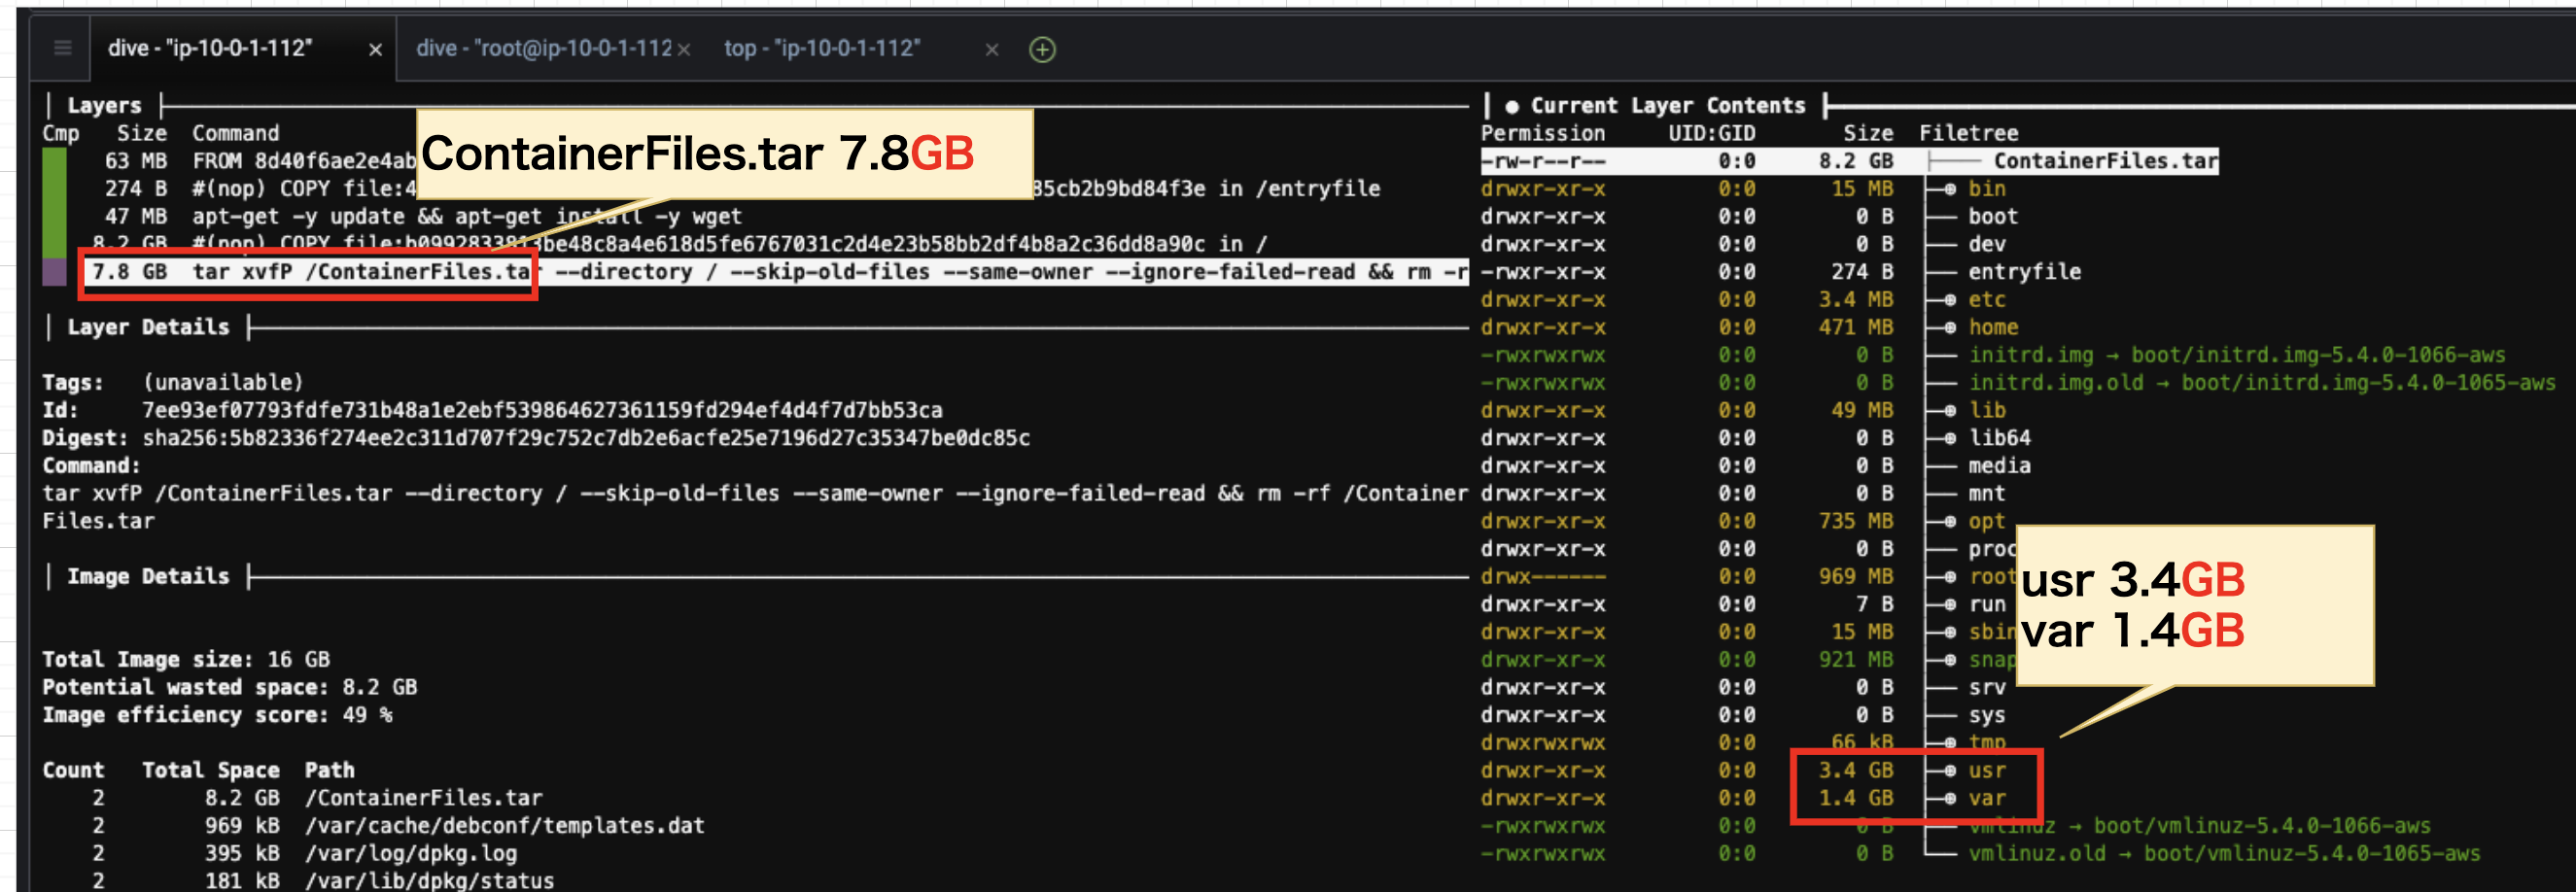 dive - "ip-10-0-1-112" × dive - "root@ip-10-0-1-112 × top - "ip-10-0-1-112" ×
Layers
Cmp Size Command
63 MB FROM 8d40f6ae2e4ab
274 B #(nop) COPY file:4 85cb2b9bd84f3e in /entryfile
47 MB apt-get -y update && apt-get install -y wget
8.2 GB #(nop) COPY file:b0992833813be48c8a4e618d5fe6767031c2d4e23b58bb2df4b8a2c36dd8a90c in /
7.8 GB tar xvfP /ContainerFiles.tar --directory / --skip-old-files --same-owner --ignore-failed-read && rm -r
ContainerFiles.tar 7.8GB
Layer Details
Tags: (unavailable)
Id: 7ee93ef07793fdfe731b48a1e2ebf539864627361159fd294ef4d4f7d7bb53ca
Digest: sha256:5b82336f274ee2c311d707f29c752c7db2e6acfe25e7196d27c35347be0dc85c
Command:
tar xvfP /ContainerFiles.tar --directory / --skip-old-files --same-owner --ignore-failed-read && rm -rf /Container
Files.tar
Image Details
Total Image size: 16 GB
Potential wasted space: 8.2 GB
Image efficiency score: 49 %
Count Total Space Path
2 8.2 GB /ContainerFiles.tar
2 969 kB /var/cache/debconf/templates.dat
2 395 kB /var/log/dpkg.log
2 181 kB /var/lib/dpkg/status
● Current Layer Contents
Permission UID:GID Size Filetree
-rw-r--r-- 0:0 8.2 GB ├── ContainerFiles.tar
drwxr-xr-x 0:0 15 MB ├─⊕ bin
drwxr-xr-x 0:0 0 B ├── boot
drwxr-xr-x 0:0 0 B ├── dev
-rwxr-xr-x 0:0 274 B ├── entryfile
drwxr-xr-x 0:0 3.4 MB ├─⊕ etc
drwxr-xr-x 0:0 471 MB ├─⊕ home
-rwxrwxrwx 0:0 0 B ├── initrd.img → boot/initrd.img-5.4.0-1066-aws
-rwxrwxrwx 0:0 0 B ├── initrd.img.old → boot/initrd.img-5.4.0-1065-aws
drwxr-xr-x 0:0 49 MB ├─⊕ lib
drwxr-xr-x 0:0 0 B ├─⊕ lib64
drwxr-xr-x 0:0 0 B ├── media
drwxr-xr-x 0:0 0 B ├── mnt
drwxr-xr-x 0:0 735 MB ├─⊕ opt
drwxr-xr-x 0:0 0 B ├── proc
drwx------ 0:0 969 MB ├─⊕ root
drwxr-xr-x 0:0 7 B ├─⊕ run
drwxr-xr-x 0:0 15 MB ├─⊕ sbin
drwxr-xr-x 0:0 921 MB ├─⊕ snap
drwxr-xr-x 0:0 0 B ├── srv
drwxr-xr-x 0:0 0 B ├── sys
drwxrwxrwx 0:0 66 kB ├─⊕ tmp
drwxr-xr-x 0:0 3.4 GB ├─⊕ usr
drwxr-xr-x 0:0 1.4 GB ├─⊕ var
-rwxrwxrwx 0:0 0 B ├── vmlinuz → boot/vmlinuz-5.4.0-1066-aws
-rwxrwxrwx 0:0 0 B └── vmlinuz.old → boot/vmlinuz-5.4.0-1065-aws
usr 3.4GB
var 1.4GB